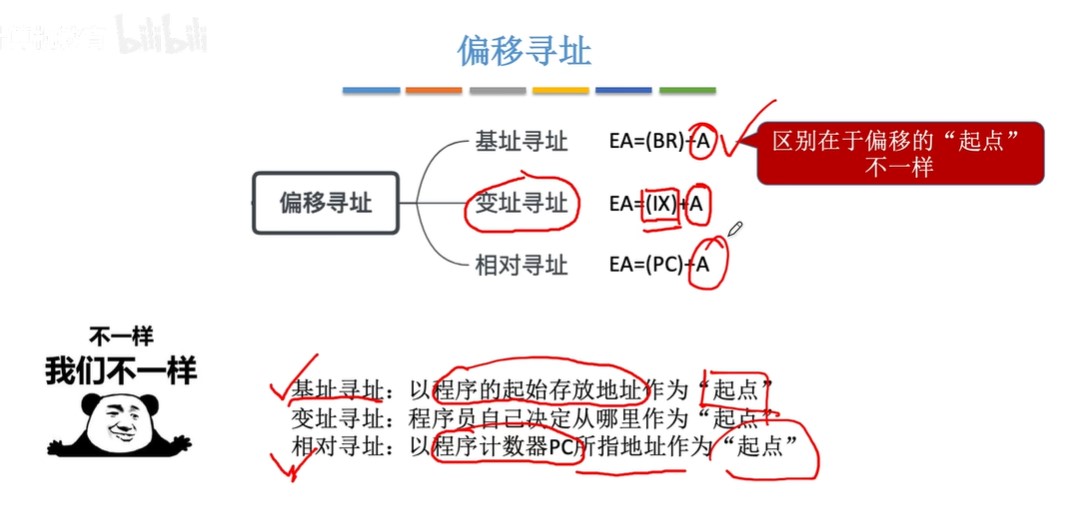 bilibili
偏移寻址
基址寻址 EA=(BR)+A
区别在于偏移的“起点”
不一样
偏移寻址
变址寻址 EA=(IX)+A
相对寻址 EA=(PC)+A
不一样
我们不一样
基址寻址：以程序的起始存放地址作为“起点”
变址寻址：程序员自己决定从哪里作为“起点”
相对寻址：以程序计数器PC所指地址作为“起点”